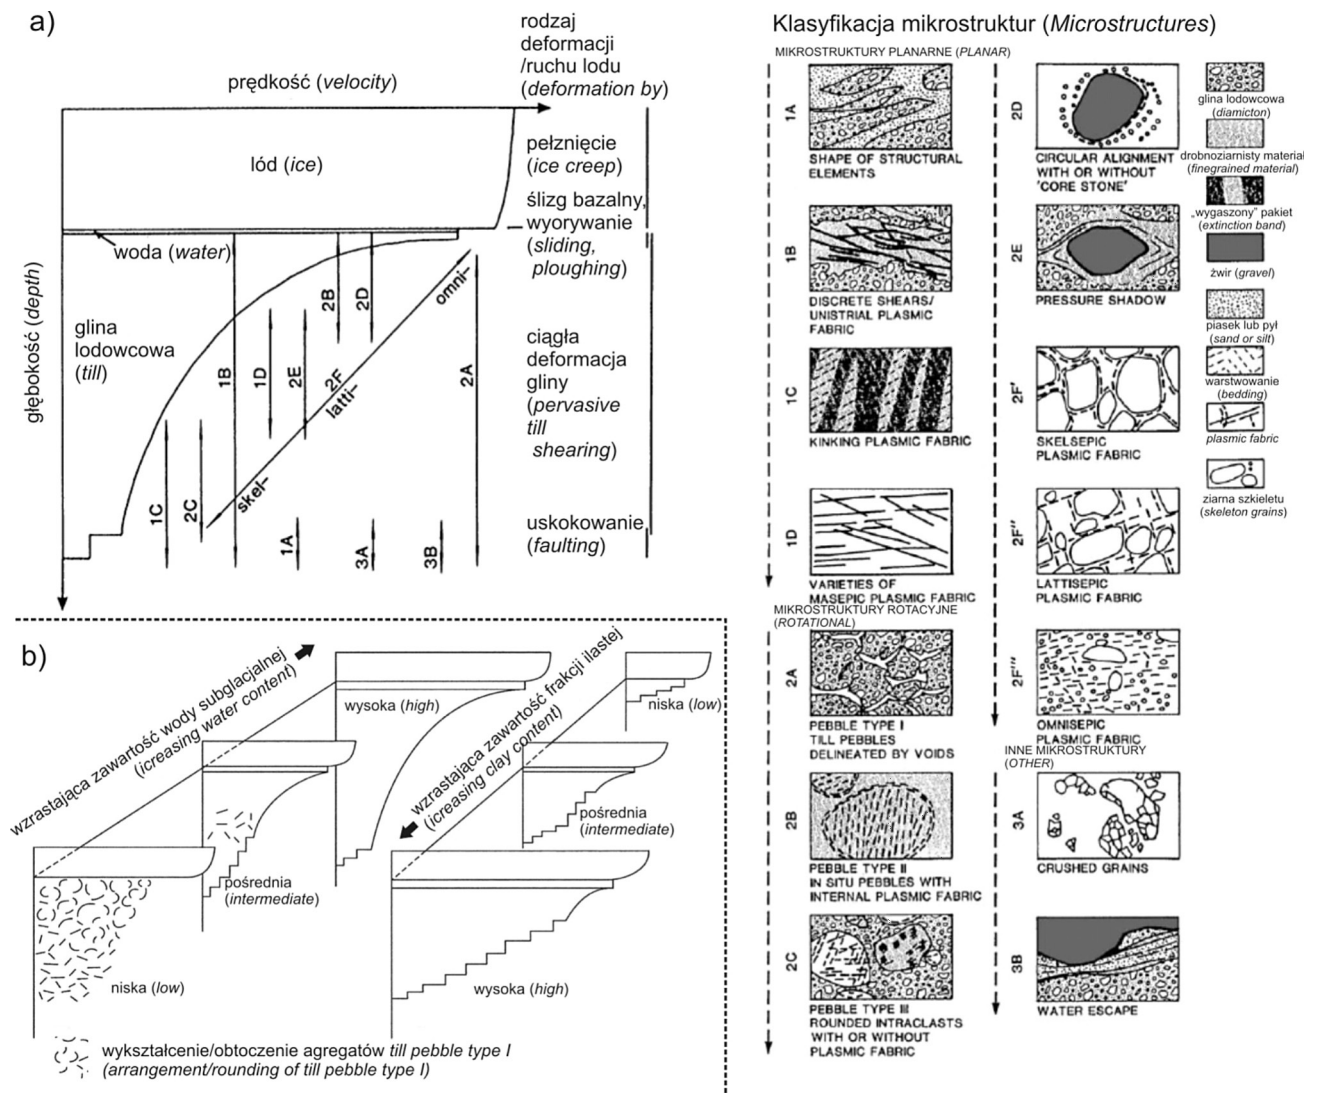 a)
prędkość (velocity)
rodzaj
deformacji
/ruchu lodu
(deformation by)
lód (ice)
pełznięcie
(ice creep)
ślizg bazalny,
wyorywanie
(sliding,
ploughing)
woda (water)
głębokość (depth)
glina
lodowcowa
(till)
ciągła
deformacja
gliny
(pervasive
till
shearing)
uskokowanie
(faulting)
1B
2B
2D
omni–
1D
2E
2F
latti–
2A
1C
2C
skel–
1A
3A
3B
b)
wzrastająca zawartość wody subglacjalnej
(icreasing water content)
wysoka (high)
pośrednia
(intermediate)
niska (low)
wzrastająca zawartość frakcji ilastej
(icreasing clay content)
niska (low)
pośrednia
(intermediate)
wysoka (high)
wykształcenie/obtoczenie agregatów till pebble type I
(arrangement/rounding of till pebble type I)
Klasyfikacja mikrostruktur (Microstructures)
MIKROSTRUKTURY PLANARNE (PLANAR)
1A
SHAPE OF STRUCTURAL
ELEMENTS
1B
DISCRETE SHEARS/
UNISTRIAL PLASMIC
FABRIC
1C
KINKING PLASMIC FABRIC
1D
VARIETIES OF
MASEPIC PLASMIC FABRIC
MIKROSTRUKTURY ROTACYJNE
(ROTATIONAL)
2A
PEBBLE TYPE I
TILL PEBBLES
DELINEATED BY VOIDS
2B
PEBBLE TYPE II
IN SITU PEBBLES WITH
INTERNAL PLASMIC FABRIC
2C
PEBBLE TYPE III
ROUNDED INTRACLASTS
WITH OR WITHOUT
PLASMIC FABRIC
2D
CIRCULAR ALIGNMENT
WITH OR WITHOUT
'CORE STONE'
2E
PRESSURE SHADOW
2F'
SKELSEPIC
PLASMIC FABRIC
2F''
LATTISEPIC
PLASMIC FABRIC
2F'''
OMNISEPIC
PLASMIC FABRIC
INNE MIKROSTRUKTURY
(OTHER)
3A
CRUSHED GRAINS
3B
WATER ESCAPE
glina lodowcowa
(diamicton)
drobnoziarnisty materiał
(finegrained material)
„wygaszony” pakiet
(extinction band)
żwir (gravel)
piasek lub pył
(sand or silt)
warstwowanie
(bedding)
plasmic fabric
ziarna szkieletu
(skeleton grains)